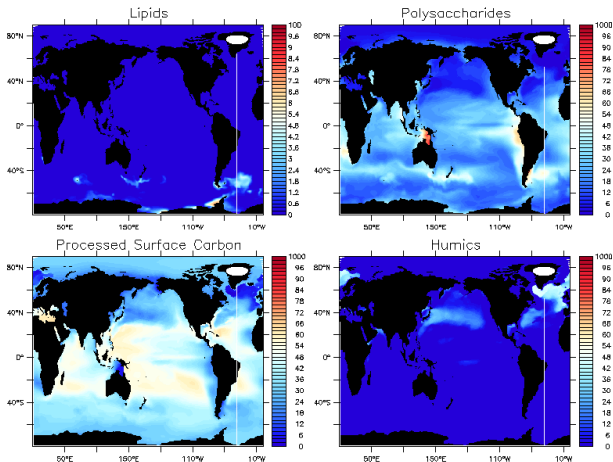 Lipids
80°N
40°N
0°
40°S
50°E
150°E
110°W
10°W
100
9.6
9
8.4
7.8
7.2
6.6
6
5.4
4.8
4.2
3.6
3
2.4
1.8
1.2
.6
0
Polysaccharides
80°N
40°N
0°
40°S
50°E
150°E
110°W
10°W
1000
96
90
84
78
72
66
60
54
48
42
36
30
24
18
12
6
0
Processed Surface Carbon
80°N
40°N
0°
40°S
50°E
150°E
110°W
10°W
1000
96
90
84
78
72
66
60
54
48
42
36
30
24
18
12
6
0
Humics
80°N
40°N
0°
40°S
50°E
150°E
110°W
10°W
1000
96
90
84
78
72
66
60
54
48
42
36
30
24
18
12
6
0